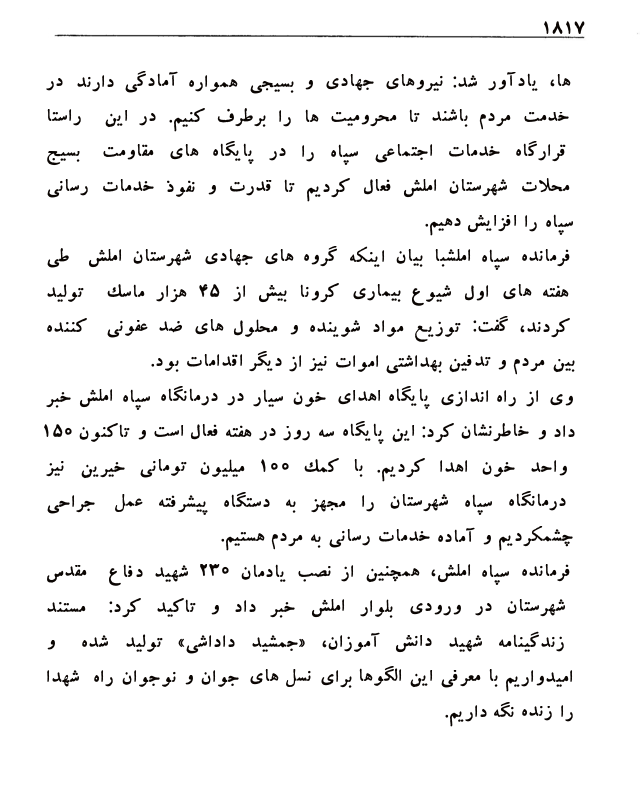 ۱۸۱۷
ها، یادآور شد: نیروهای جهادی و بسیجی همواره آمادگی دارند در
خدمت مردم باشند تا محرومیت ها را برطرف کنیم. در این راستا
قرارگاه خدمات اجتماعی سپاه را در پایگاه های مقاومت بسیج
محلات شهرستان املش فعال کردیم تا قدرت و نفوذ خدمات رسانی
سپاه را افزایش دهیم.
فرمانده سپاه املشبا بیان اینکه گروه های جهادی شهرستان املش طی
هفته های اول شیوع بیماری کرونا بیش از ۴۵ هزار ماسك تولید
کردند، گفت: توزیع مواد شوینده و محلول های ضد عفونی کننده
بین مردم و تدفین بهداشتی اموات نیز از دیگر اقدامات بود.
وی از راه اندازی پایگاه اهدای خون سیار در درمانگاه سپاه املش خبر
داد و خاطرنشان کرد: این پایگاه سه روز در هفته فعال است و تاکنون ۱۵۰
واحد خون اهدا کردیم. با کمك ۱۰۰ میلیون تومانی خیرین نیز
درمانگاه سپاه شهرستان را مجهز به دستگاه پیشرفته عمل جراحی
چشمکردیم و آماده خدمات رسانی به مردم هستیم.
فرمانده سپاه املش، همچنین از نصب یادمان ۲۳۰ شهید دفاع مقدس
شهرستان در ورودی بلوار املش خبر داد و تاکید کرد: مستند
زندگینامه شهید دانش آموزان، «جمشید داداشی» تولید شده و
امیدواریم با معرفی این الگوها برای نسل های جوان و نوجوان راه شهدا
را زنده نگه داریم.